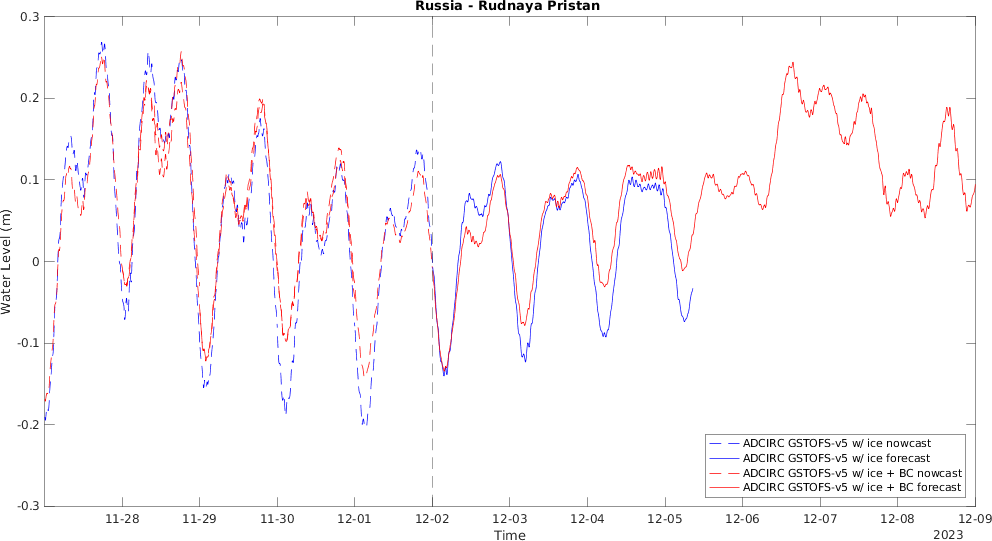 Russia - Rudnaya Pristan
0.3
0.2
0.1
0
-0.1
-0.2
-0.3
Water Level (m)
11-28
11-29
11-30
12-01
12-02
12-03
12-04
12-05
12-06
12-07
12-08
12-09
Time
2023
ADCIRC GSTOFS-v5 w/ ice nowcast
ADCIRC GSTOFS-v5 w/ ice forecast
ADCIRC GSTOFS-v5 w/ ice + BC nowcast
ADCIRC GSTOFS-v5 w/ ice + BC forecast